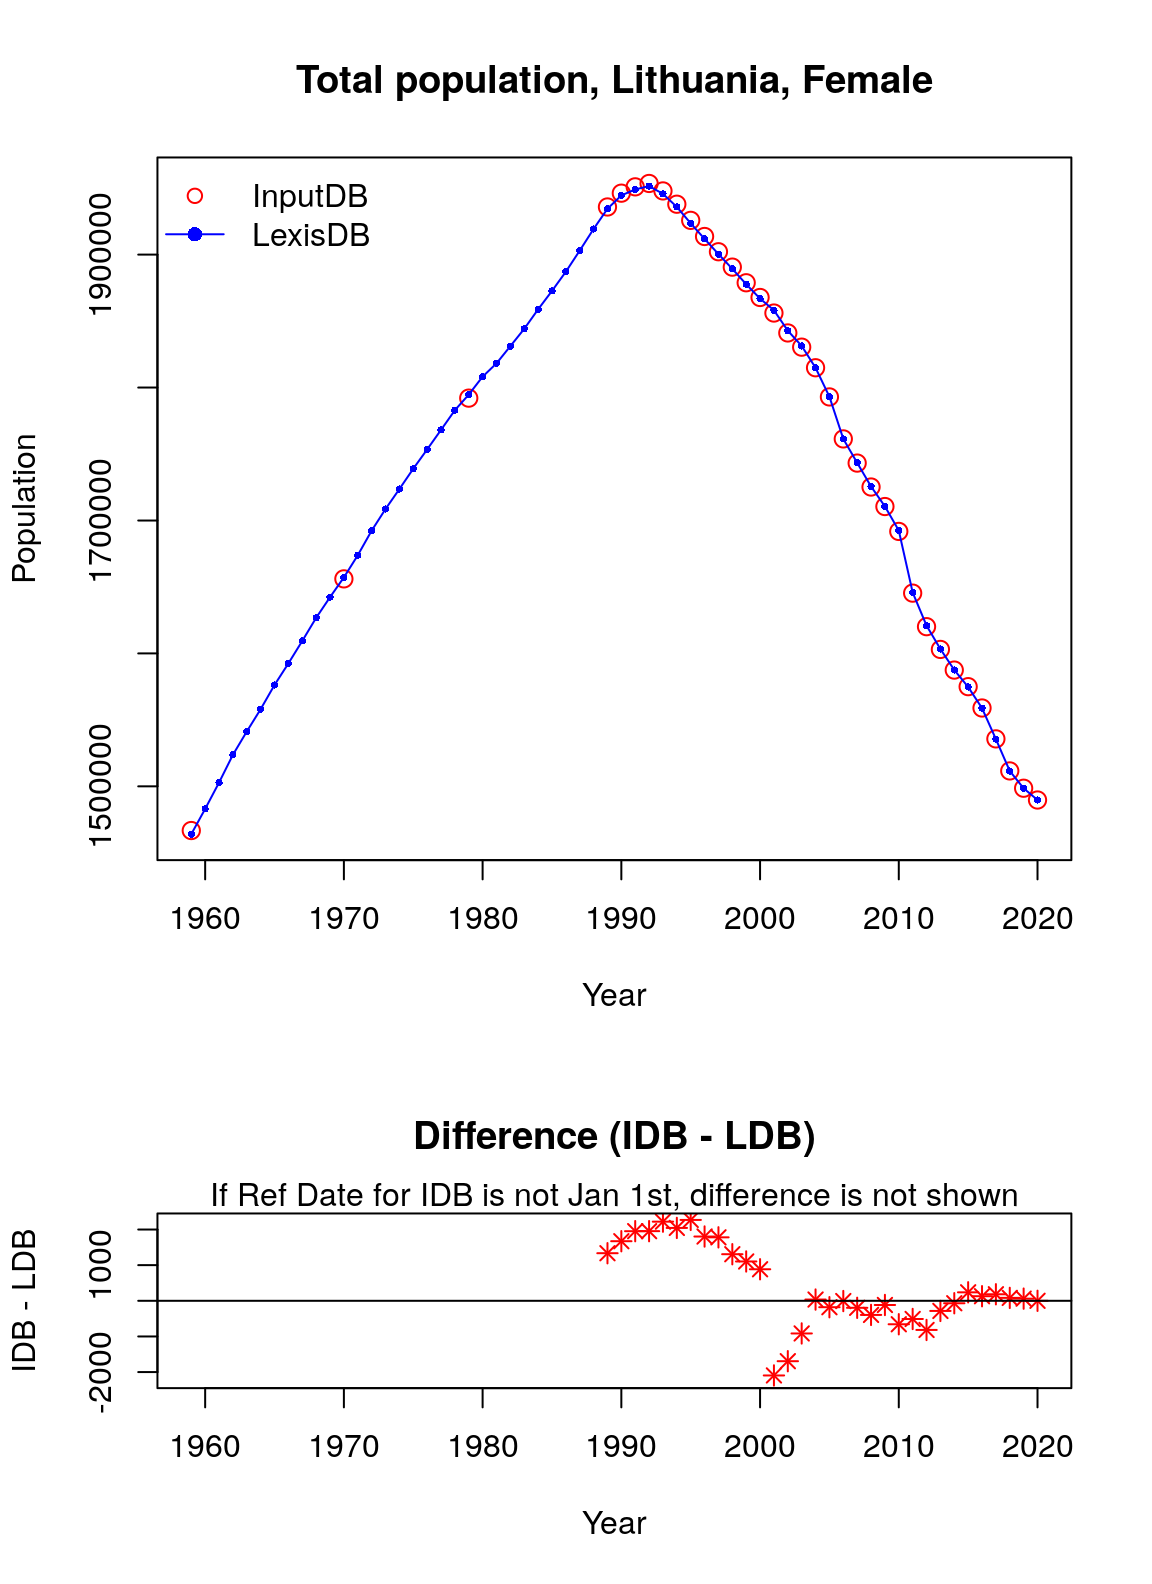 Total population, Lithuania, Female
InputDB
LexisDB
Population
1900000
1700000
1500000
1960 1970 1980 1990 2000 2010 2020
Year
Difference (IDB - LDB)
If Ref Date for IDB is not Jan 1st, difference is not shown
IDB - LDB
1000
-2000
1960 1970 1980 1990 2000 2010 2020
Year